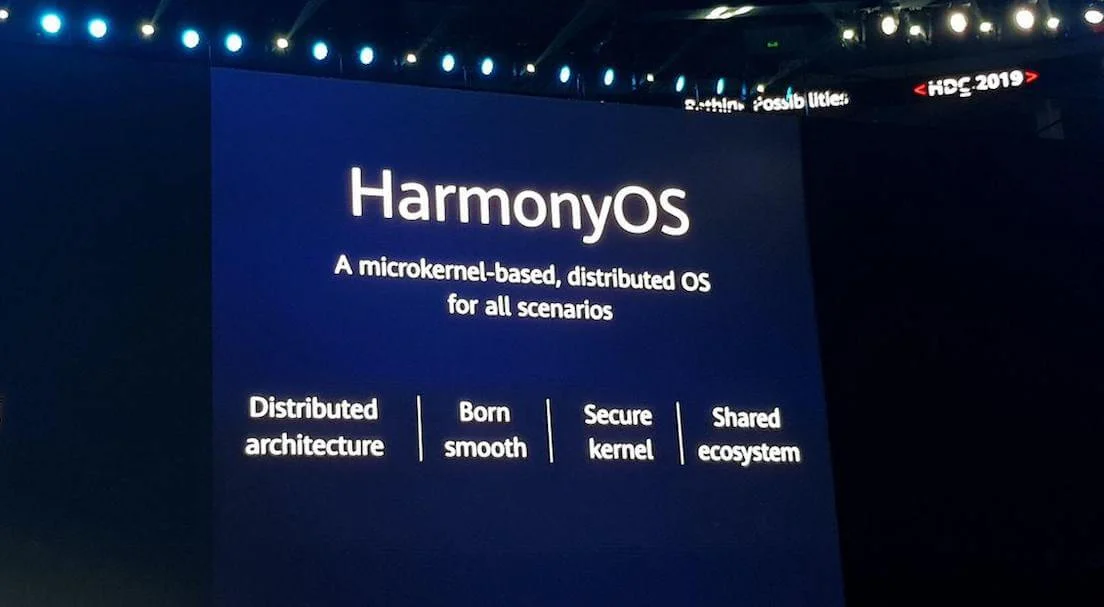 Rethink Possibilities
<HDC.2019>
HarmonyOS
A microkernel-based, distributed OS
for all scenarios
Distributed
architecture
Born
smooth
Secure
kernel
Shared
ecosystem